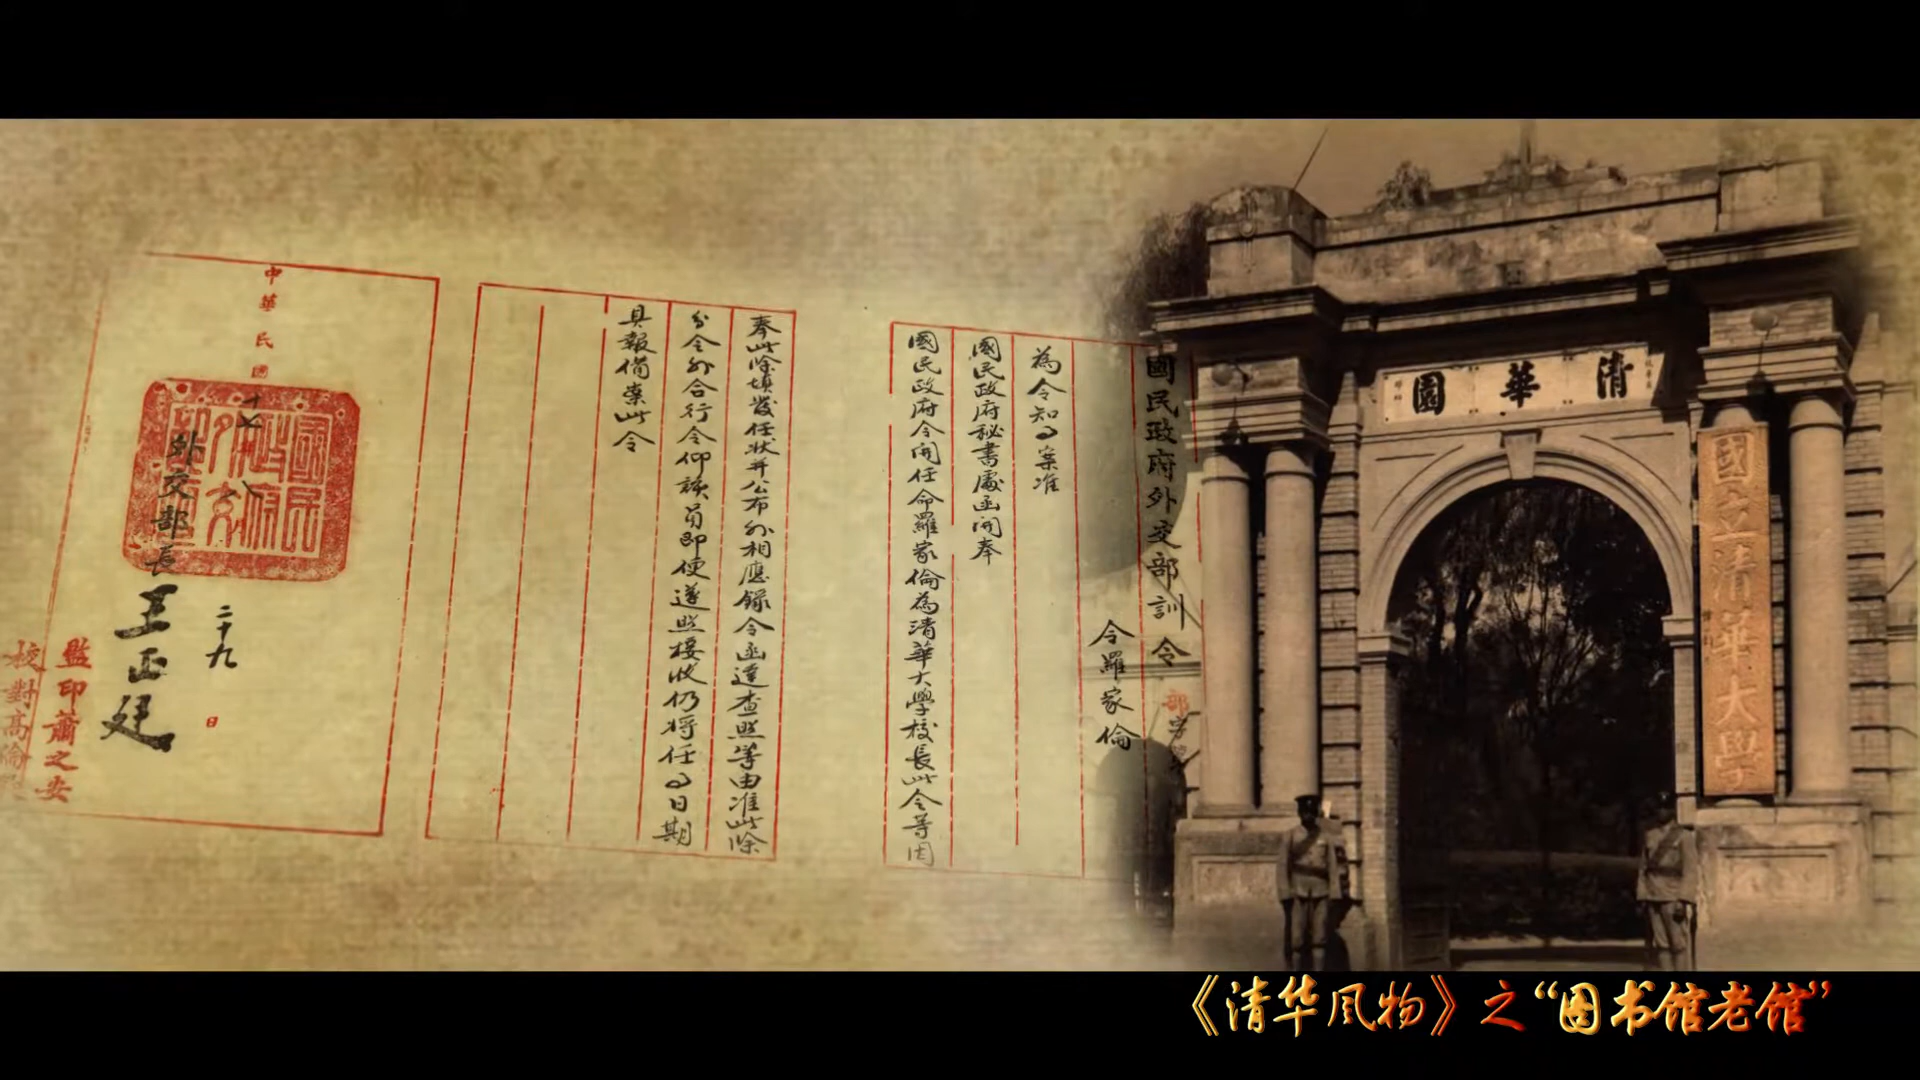 國民政府外交部訓令
令羅家倫
為令知事案准
國民政府秘書處函開奉
國民政府令開任命羅家倫為清華大學校長此令等因
奉此除填發任狀并公布外相應錄令函達查照等由准此除
分令外合行令仰該員即便遵照接收仍將任事日期
具報備案此令
中華民國十七年八月二十九日
外交部長王正廷
監印蕭之安
校對高倫
清華園
國立清華大學
《清华风物》之“图书馆老馆”